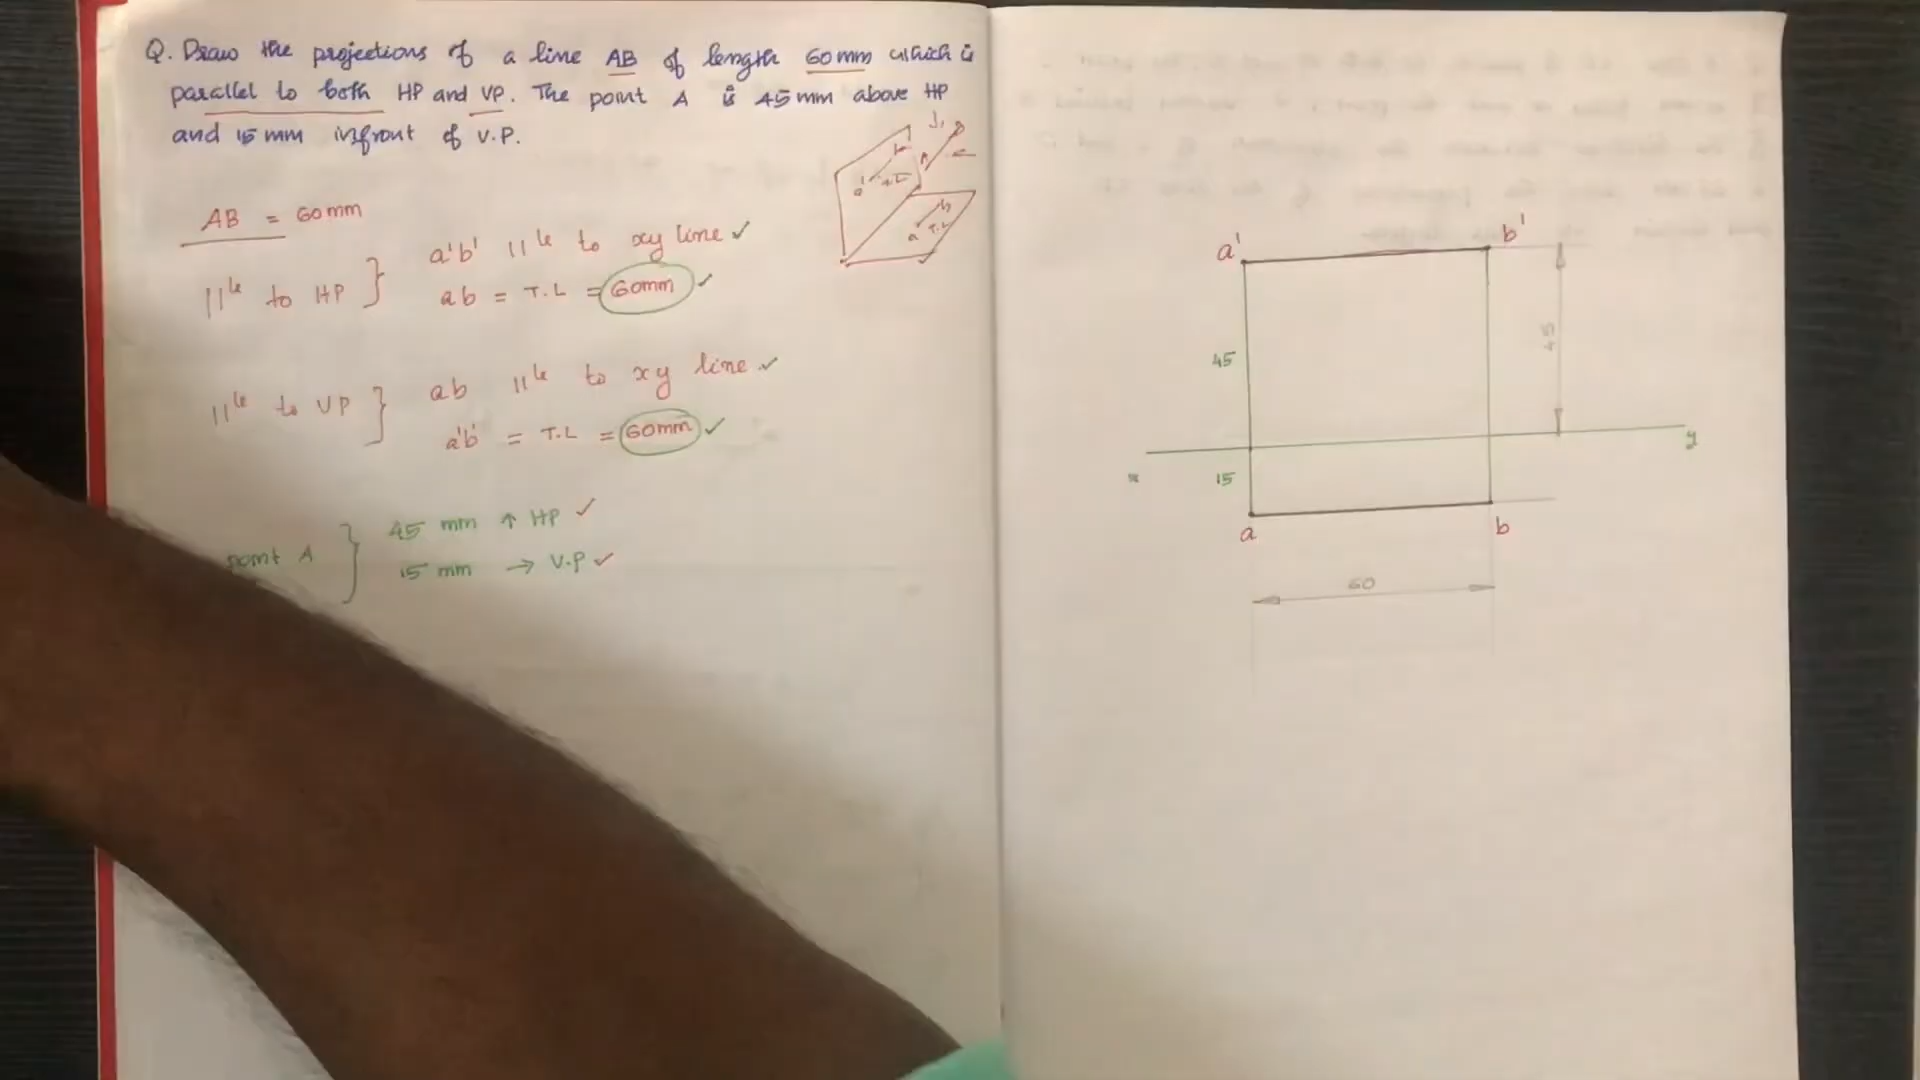 Q. Draw the projections of a line AB of length 60mm which is
parallel to both HP and VP. The point A is 45mm above HP
and 15 mm infront of V.P.
AB = 60mm
||le to HP } a'b' ||le to xy line ✓
ab = T.L = 60mm ✓
||le to VP } ab ||le to xy line ✓
a'b' = T.L = 60mm ✓
point A } 45 mm ↑ HP ✓
15 mm → V.P ✓
a' b'
45 45
x y
15
a b
60